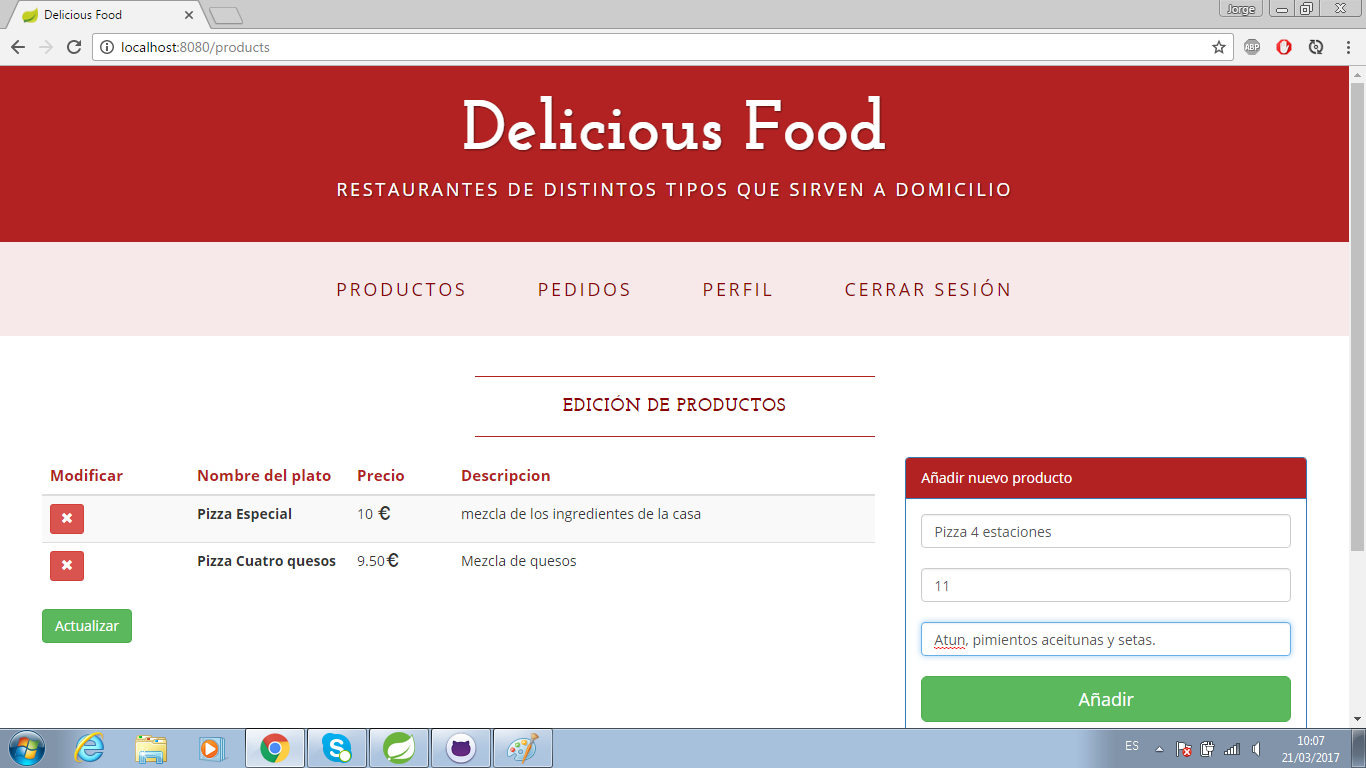 Delicious Food
Jorge
localhost:8080/products
ABP
Delicious Food
RESTAURANTES DE DISTINTOS TIPOS QUE SIRVEN A DOMICILIO
PRODUCTOS PEDIDOS PERFIL CERRAR SESIÓN
EDICIÓN DE PRODUCTOS
Modificar Nombre del plato Precio Descripcion
Pizza Especial 10 € mezcla de los ingredientes de la casa
Pizza Cuatro quesos 9.50€ Mezcla de quesos
Actualizar
Añadir nuevo producto
Pizza 4 estaciones
11
Atun, pimientos aceitunas y setas.
Añadir
ES
10:07
21/03/2017